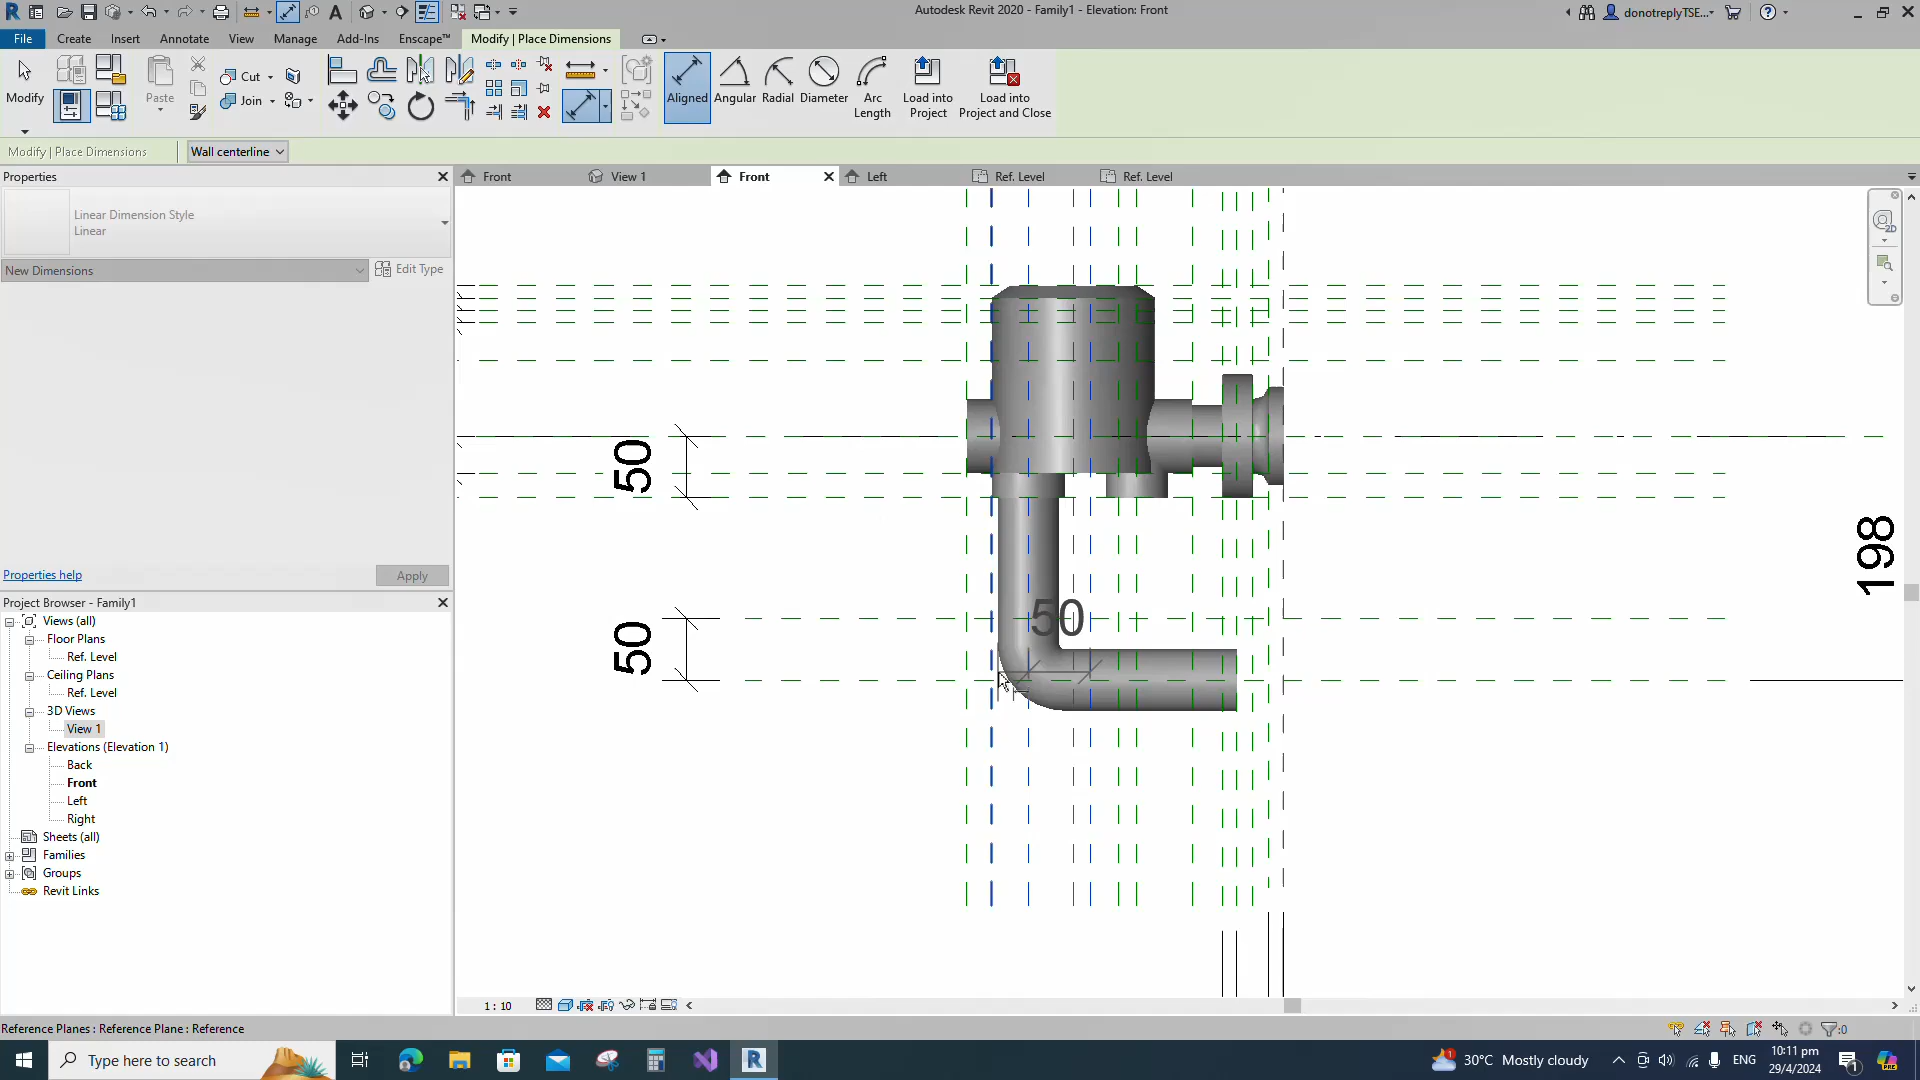 Autodesk Revit 2020 - Family1 - Elevation: Front
donotreplyTSE...
File
Create
Insert
Annotate
View
Manage
Add-Ins
Enscape™
Modify | Place Dimensions
Modify
Paste
Cut
Join
Aligned
Angular
Radial
Diameter
Arc
Length
Load into
Project
Load into
Project and Close
Modify | Place Dimensions
Wall centerline
Properties
Front
View 1
Front
Left
Ref. Level
Ref. Level
Linear Dimension Style
Linear
New Dimensions
Edit Type
2D
50
50
50
198
Properties help
Apply
Project Browser - Family1
Views (all)
Floor Plans
Ref. Level
Ceiling Plans
Ref. Level
3D Views
View 1
Elevations (Elevation 1)
Back
Front
Left
Right
Sheets (all)
Families
Groups
Revit Links
1 : 10
Reference Planes : Reference Plane : Reference
:0
Type here to search
30°C Mostly cloudy
ENG
10:11 pm
29/4/2024
1
PRE